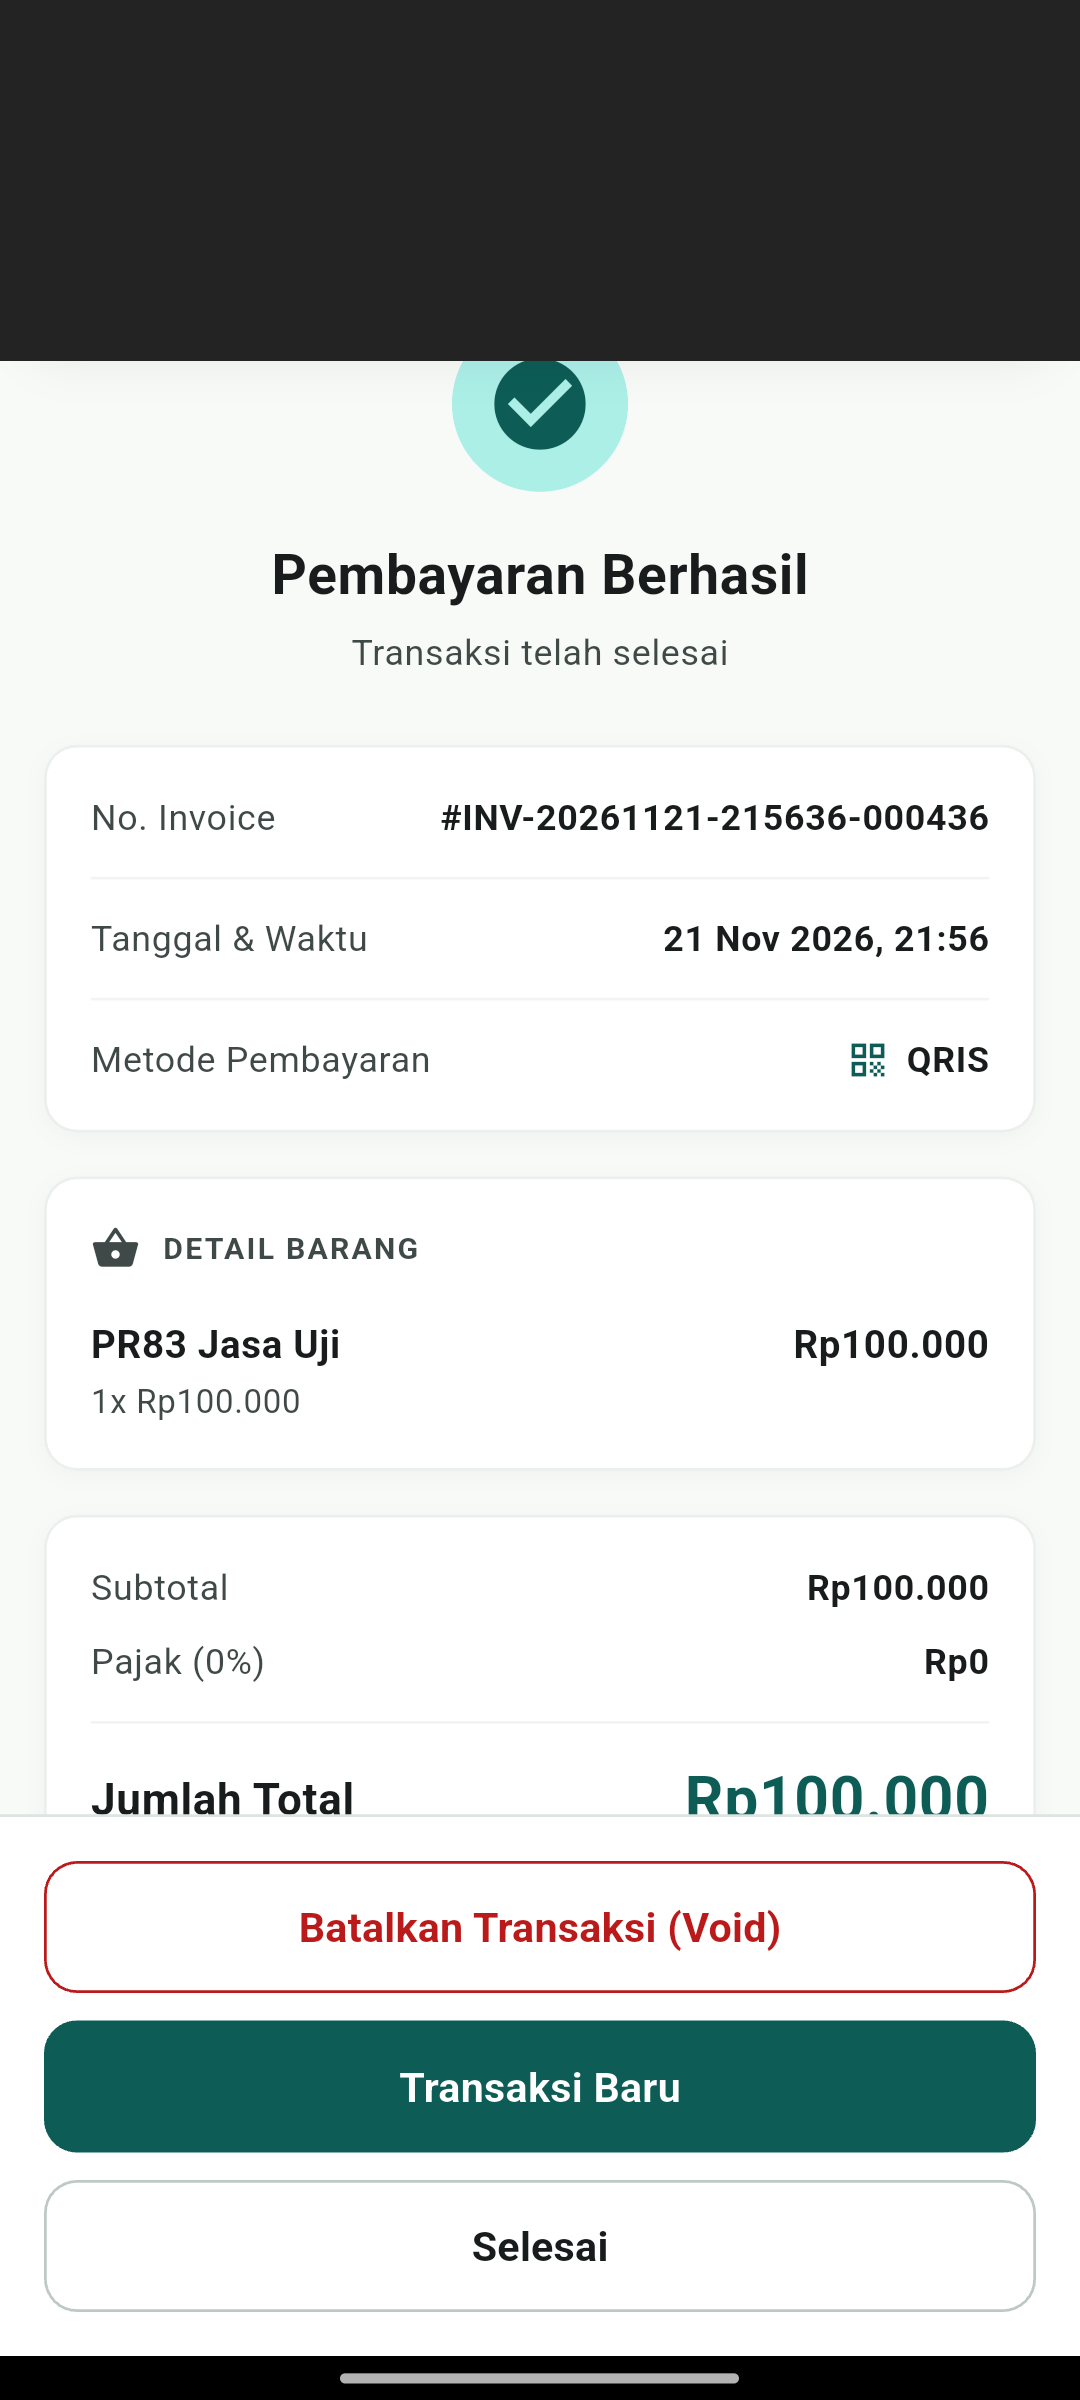 Pembayaran Berhasil
Transaksi telah selesai
No. Invoice #INV-20261121-215636-000436
Tanggal & Waktu 21 Nov 2026, 21:56
Metode Pembayaran QRIS
DETAIL BARANG
PR83 Jasa Uji Rp100.000
1x Rp100.000
Subtotal Rp100.000
Pajak (0%) Rp0
Jumlah Total Rp100.000
Batalkan Transaksi (Void)
Transaksi Baru
Selesai